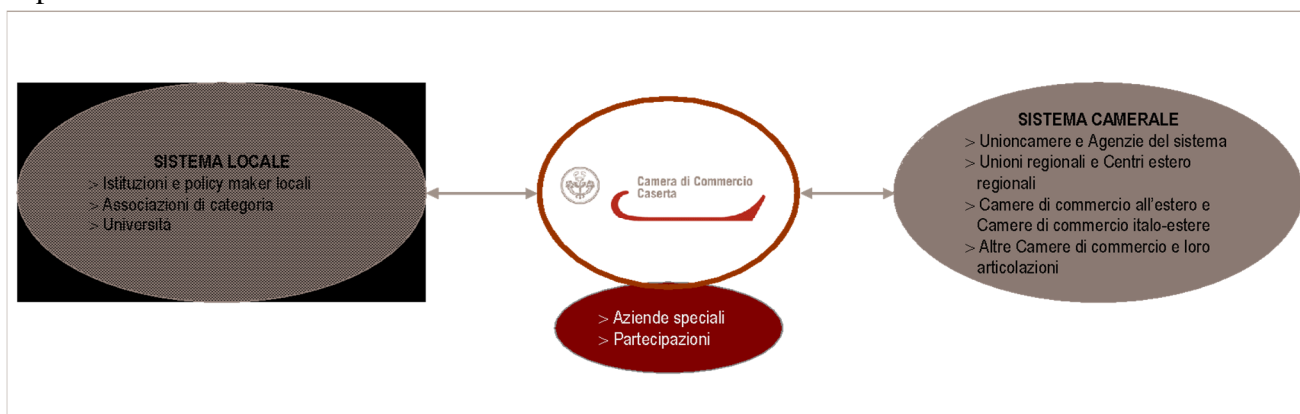 SISTEMA LOCALE
> Istituzioni e policy maker locali
> Associazioni di categoria
> Università
Camera di Commercio
Caserta
> Aziende speciali
> Partecipazioni
SISTEMA CAMERALE
> Unioncamere e Agenzie del sistema
> Unioni regionali e Centri estero
regionali
> Camere di commercio all'estero e
Camere di commercio italo-estere
> Altre Camere di commercio e loro
articolazioni